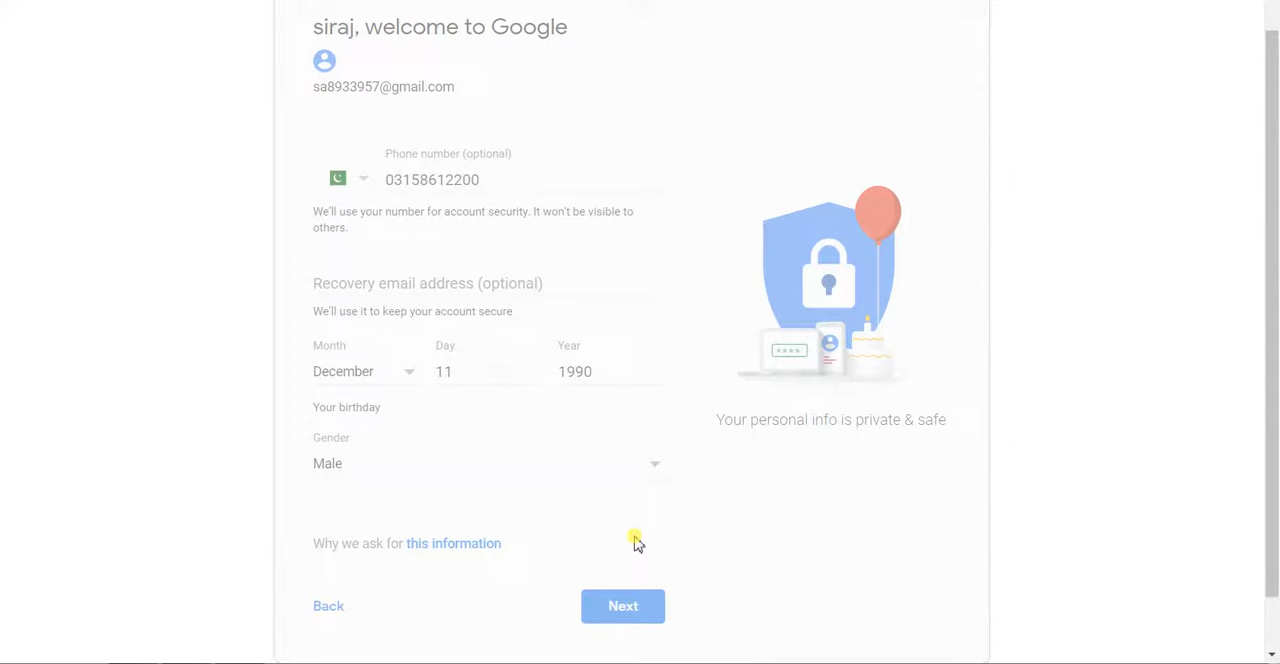 siraj, welcome to Google
sa8933957@gmail.com
Phone number (optional)
03158612200
We'll use your number for account security. It won't be visible to
others.
Recovery email address (optional)
We'll use it to keep your account secure
Month Day Year
December 11 1990
Your birthday
Gender
Male
Why we ask for this information
Back Next
****
Your personal info is private & safe